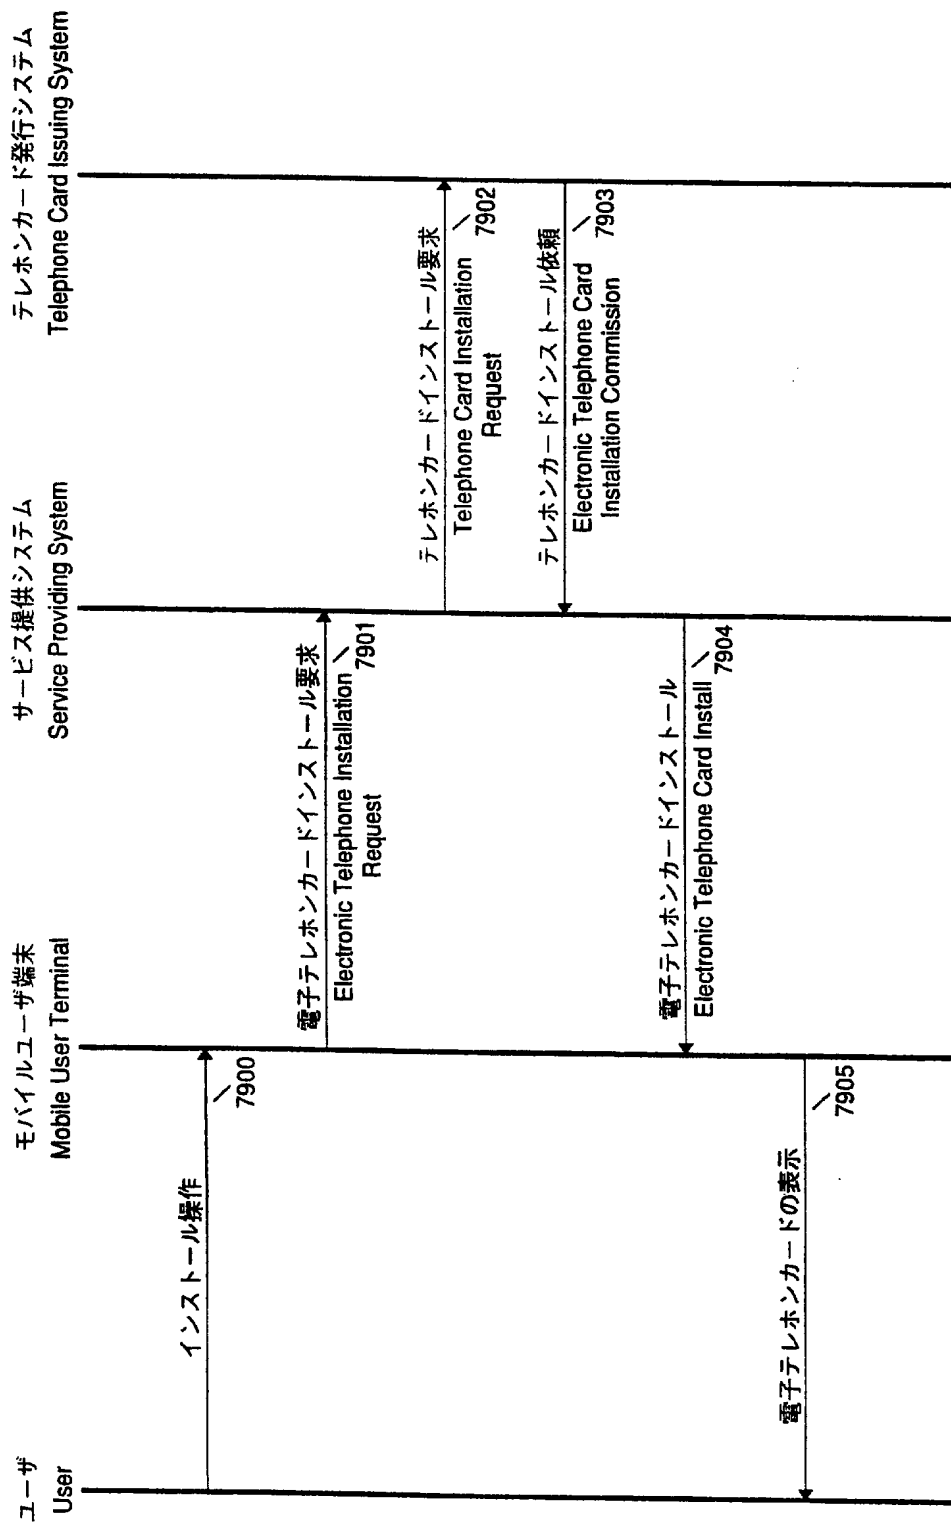 ユーザ
User
モバイルユーザ端末
Mobile User Terminal
サービス提供システム
Service Providing System
テレホンカード発行システム
Telephone Card Issuing System
インストール操作
7900
電子テレホンカードインストール要求
Electronic Telephone Installation
Request
7901
テレホンカードインストール要求
Telephone Card Installation
Request
7902
テレホンカードインストール依頼
Electronic Telephone Card
Installation Commission
7903
電子テレホンカードインストール
Electronic Telephone Card Install
7904
電子テレホンカードの表示
7905